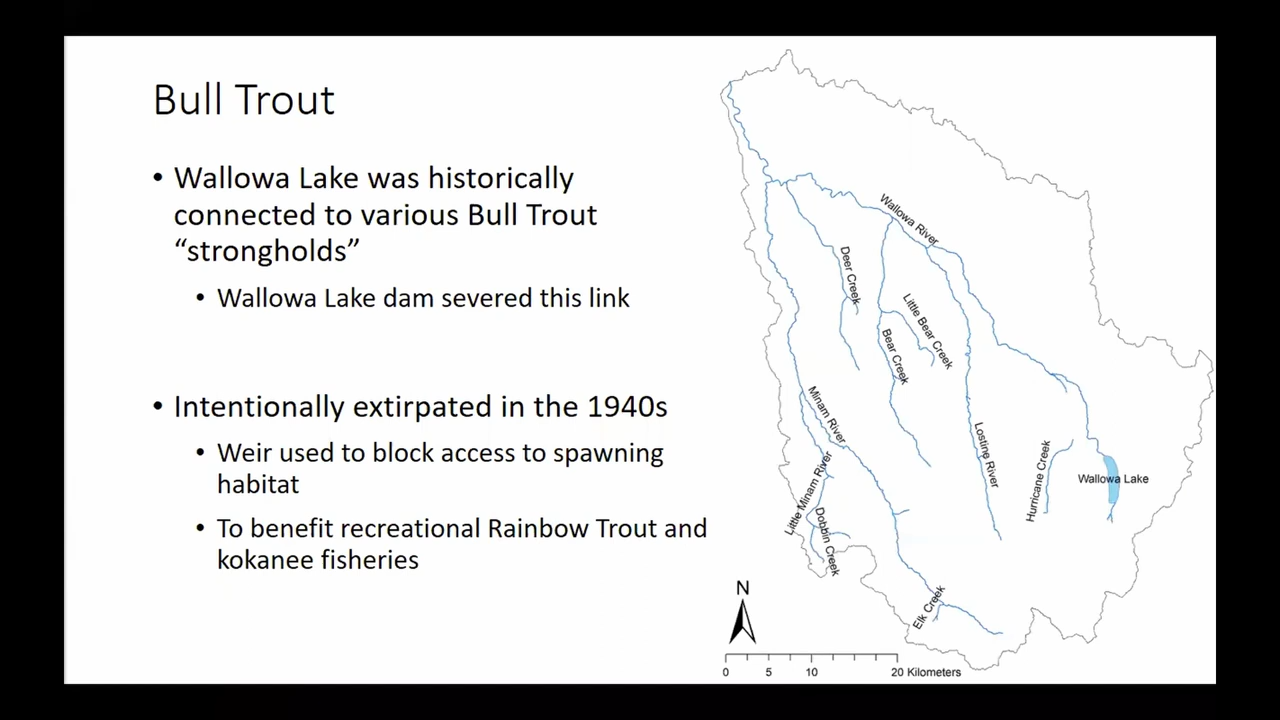 Bull Trout
• Wallowa Lake was historically
connected to various Bull Trout
“strongholds”
• Wallowa Lake dam severed this link
• Intentionally extirpated in the 1940s
• Weir used to block access to spawning
habitat
• To benefit recreational Rainbow Trout and
kokanee fisheries
Wallowa River
Deer Creek
Little Bear Creek
Bear Creek
Minam River
Lostine River
Hurricane Creek
Wallowa Lake
Little Minam River
Dobbin Creek
Elk Creek
N
0 5 10 20 Kilometers